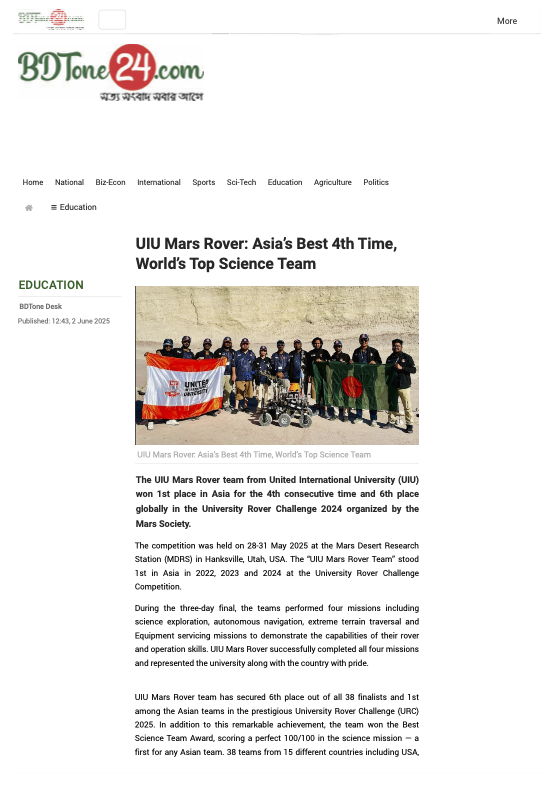 More
BDTone24.com
সত্য সংবাদ সবার আগে
Home National Biz-Econ International Sports Sci-Tech Education Agriculture Politics
≡ Education
UIU Mars Rover: Asia's Best 4th Time,
World's Top Science Team
EDUCATION
BDTone Desk
Published: 12:43, 2 June 2025
UNITED
INTERNATIONAL
UNIVERSITY
UIU Mars Rover: Asia's Best 4th Time, World's Top Science Team
The UIU Mars Rover team from United International University (UIU)
won 1st place in Asia for the 4th consecutive time and 6th place
globally in the University Rover Challenge 2024 organized by the
Mars Society.
The competition was held on 28-31 May 2025 at the Mars Desert Research
Station (MDRS) in Hanksville, Utah, USA. The “UIU Mars Rover Team” stood
1st in Asia in 2022, 2023 and 2024 at the University Rover Challenge
Competition.
During the three-day final, the teams performed four missions including
science exploration, autonomous navigation, extreme terrain traversal and
Equipment servicing missions to demonstrate the capabilities of their rover
and operation skills. UIU Mars Rover successfully completed all four missions
and represented the university along with the country with pride.
UIU Mars Rover team has secured 6th place out of all 38 finalists and 1st
among the Asian teams in the prestigious University Rover Challenge (URC)
2025. In addition to this remarkable achievement, the team won the Best
Science Team Award, scoring a perfect 100/100 in the science mission — a
first for any Asian team. 38 teams from 15 different countries including USA,